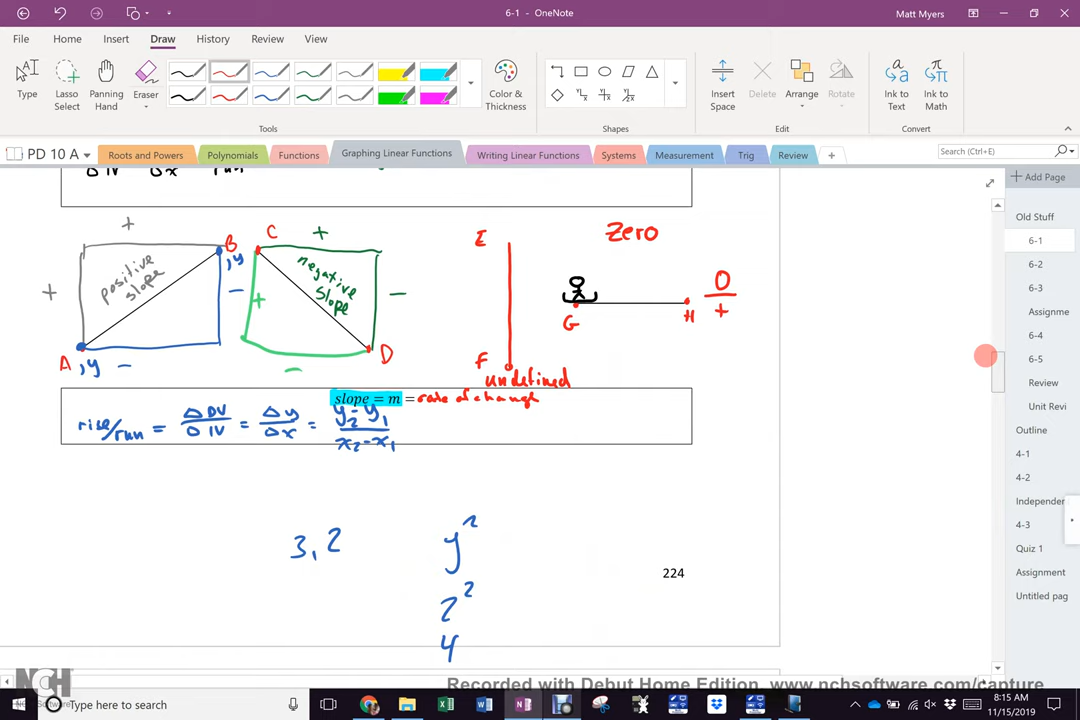 6-1 - OneNote
Matt Myers
File Home Insert Draw History Review View
Type
Lasso Select
Panning Hand
Eraser
Color & Thickness
Insert Space
Delete
Arrange
Rotate
Ink to Text
Ink to Math
Tools
Shapes
Edit
Convert
PD 10 A
Roots and Powers
Polynomials
Functions
Graphing Linear Functions
Writing Linear Functions
Systems
Measurement
Trig
Review
Search (Ctrl+E)
Add Page
Old Stuff
6-1
6-2
6-3
Assignme
6-4
6-5
Review
Unit Revi
Outline
4-1
4-2
Independer
4-3
Quiz 1
Assignment
Untitled pag
+
+
positive slope
A, y
−
B, y
−
C
+
+
negative slope
−
−
D
E
F
undefined
Zero
G
H
0/+
slope = m = rate of change
rise/run = ΔDV/ΔIV = Δy/Δx = y₂-y₁/x₂-x₁
3, 2
y²
2²
4
224
NCH
Recorded with Debut Home Edition, www.nchsoftware.com/capture
Type here to search
8:15 AM
11/15/2019